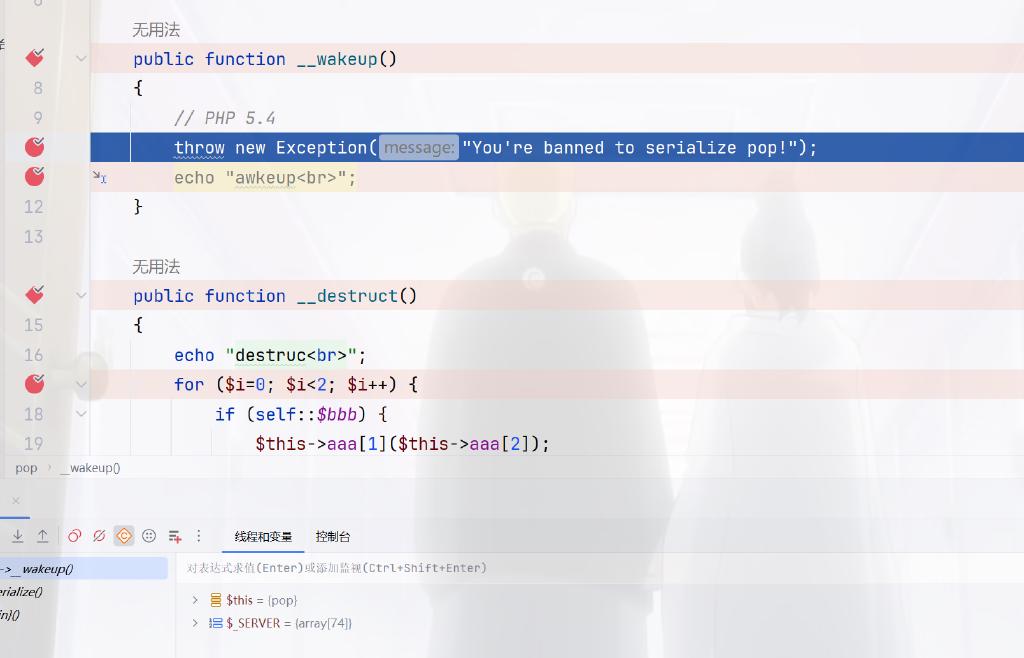 无用法
public function __wakeup()
{
8
9
// PHP 5.4
throw new Exception( message: "You're banned to serialize pop!");
echo "awkeup<br>";
12
}
13
无用法
public function __destruct()
15
{
16
echo "destruc<br>";
for ($i=0; $i<2; $i++) {
18
if (self::$bbb) {
19
$this->aaa[1]($this->aaa[2]);
pop › __wakeup()
线程和变量
控制台
->__wakeup()
erialize()
in}()
对表达式求值(Enter)或添加监视(Ctrl+Shift+Enter)
$this = {pop}
$_SERVER = {array[74]}